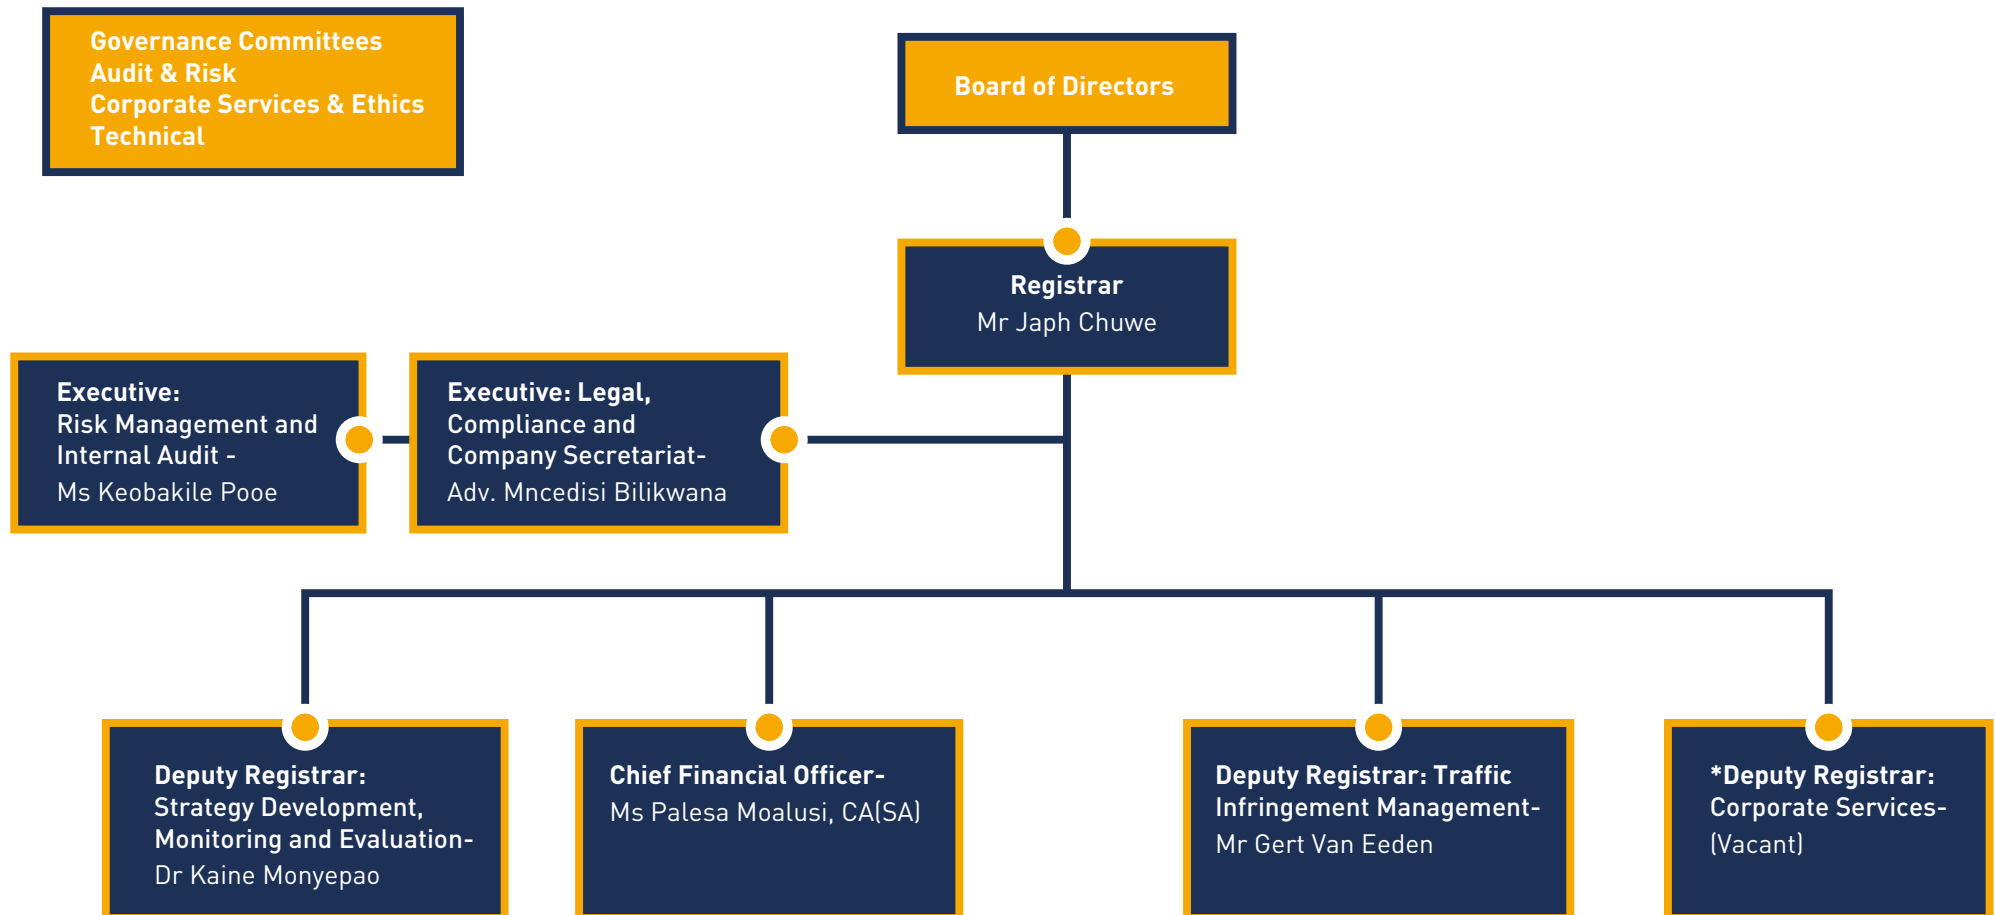 Governance Committees
Audit & Risk
Corporate Services & Ethics
Technical
Board of Directors
Registrar
Mr Japh Chuwe
Executive:
Risk Management and
Internal Audit -
Ms Keobakile Pooe
Executive: Legal,
Compliance and
Company Secretariat-
Adv. Mncedisi Bilikwana
Deputy Registrar:
Strategy Development,
Monitoring and Evaluation-
Dr Kaine Monyepao
Chief Financial Officer-
Ms Palesa Moalusi, CA(SA)
Deputy Registrar: Traffic
Infringement Management-
Mr Gert Van Eeden
*Deputy Registrar:
Corporate Services-
(Vacant)